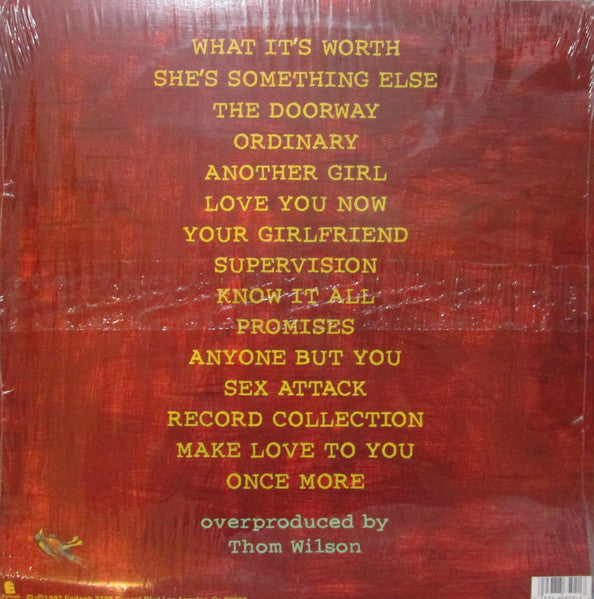 WHAT IT'S WORTH
SHE'S SOMETHING ELSE
THE DOORWAY
ORDINARY
ANOTHER GIRL
LOVE YOU NOW
YOUR GIRLFRIEND
SUPERVISION
KNOW IT ALL
PROMISES
ANYONE BUT YOU
SEX ATTACK
RECORD COLLECTION
MAKE LOVE TO YOU
ONCE MORE
overproduced by
Thom Wilson
1997 Epitaph